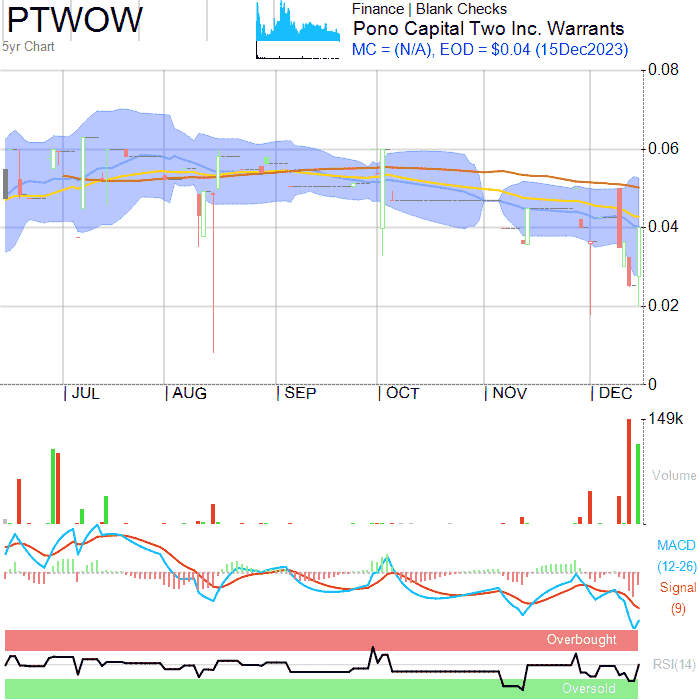 PTWOW
5yr Chart
Finance | Blank Checks
Pono Capital Two Inc. Warrants
MC = (N/A), EOD = $0.04 (15Dec2023)
0.08
0.06
0.04
0.02
0
JUL
AUG
SEP
OCT
NOV
DEC
149k
Volume
MACD
(12-26)
Signal
(9)
Overbought
RSI(14)
Oversold